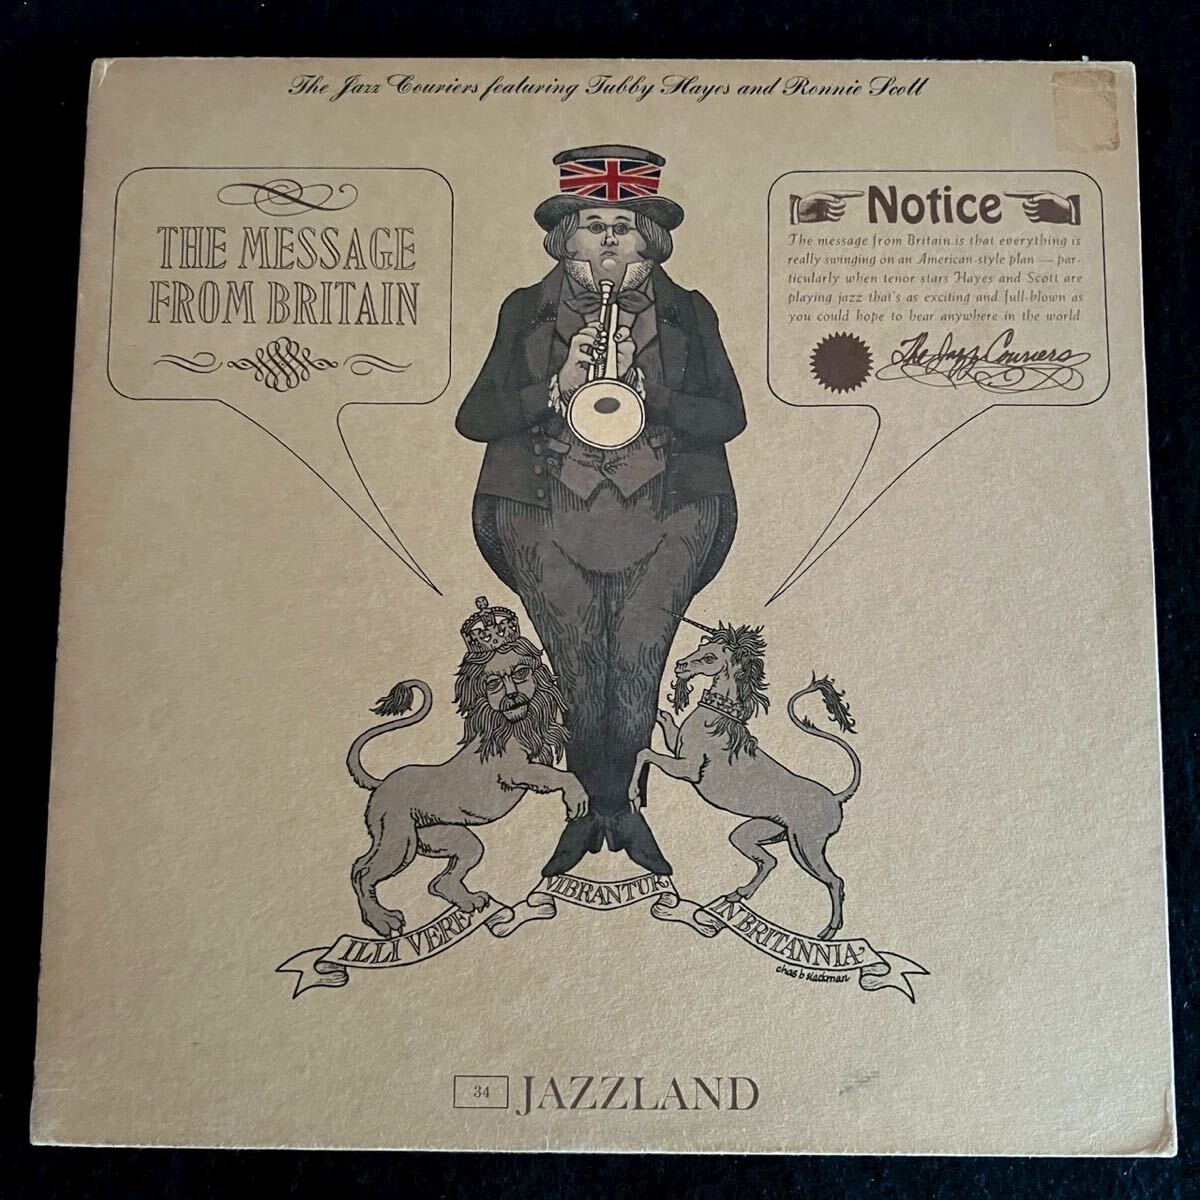 The Jazz Couriers featuring Tubby Hayes and Ronnie Scott
THE MESSAGE
FROM BRITAIN
Notice
The message from Britain is that everything is
really swinging on an American-style plan — par-
ticularly when tenor stars Hayes and Scott are
playing jazz that's as exciting and full-blown as
you could hope to hear anywhere in the world
The Jazz Couriers
ILLI VERE
VIBRANTUR
IN BRITANNIA
chas b slackman
34 JAZZLAND